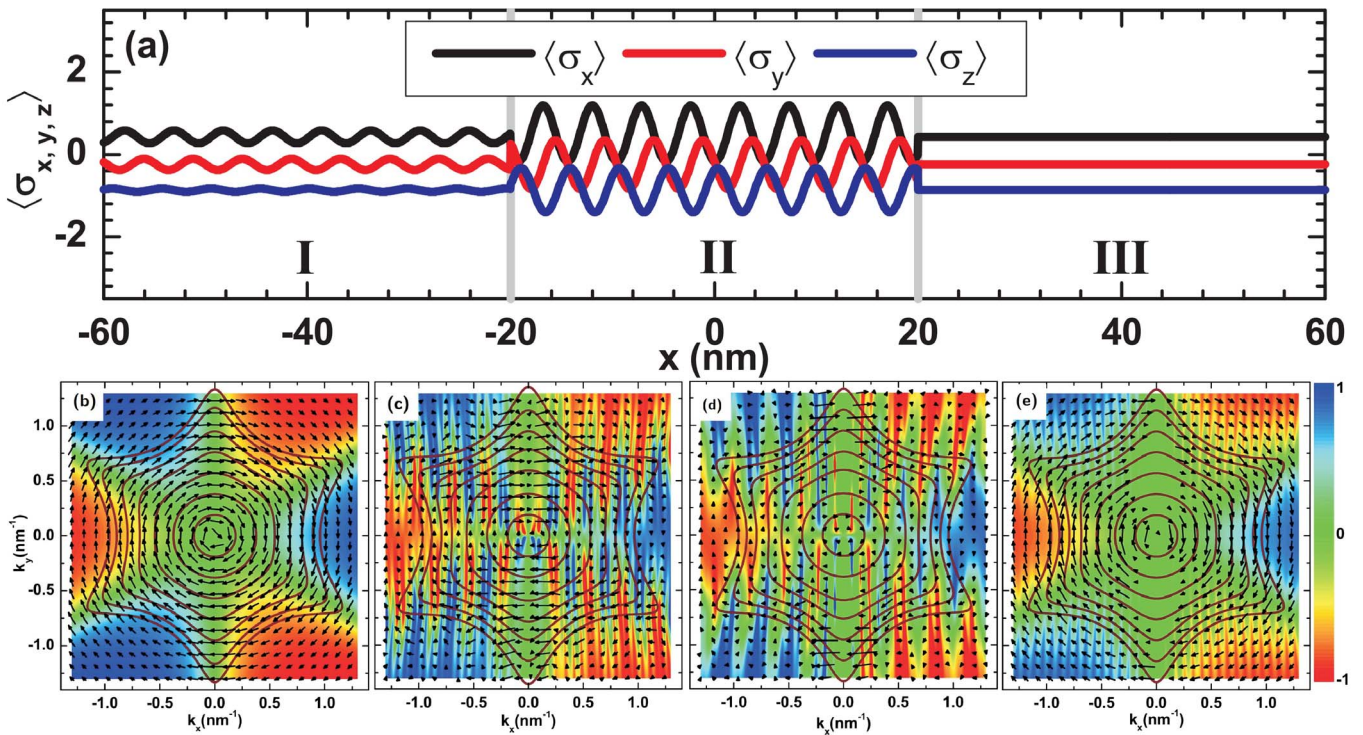 (a)
⟨σx⟩ ⟨σy⟩ ⟨σz⟩
⟨σx, y, z⟩
2
0
-2
I II III
-60 -40 -20 0 20 40 60
x (nm)
(b) (c) (d) (e)
ky(nm-1)
1.0
0.5
0.0
-0.5
-1.0
1
0
-1
-1.0 -0.5 0.0 0.5 1.0 -1.0 -0.5 0.0 0.5 1.0 -1.0 -0.5 0.0 0.5 1.0 -1.0 -0.5 0.0 0.5 1.0
kx(nm-1) kx(nm-1) kx(nm-1) kx(nm-1)